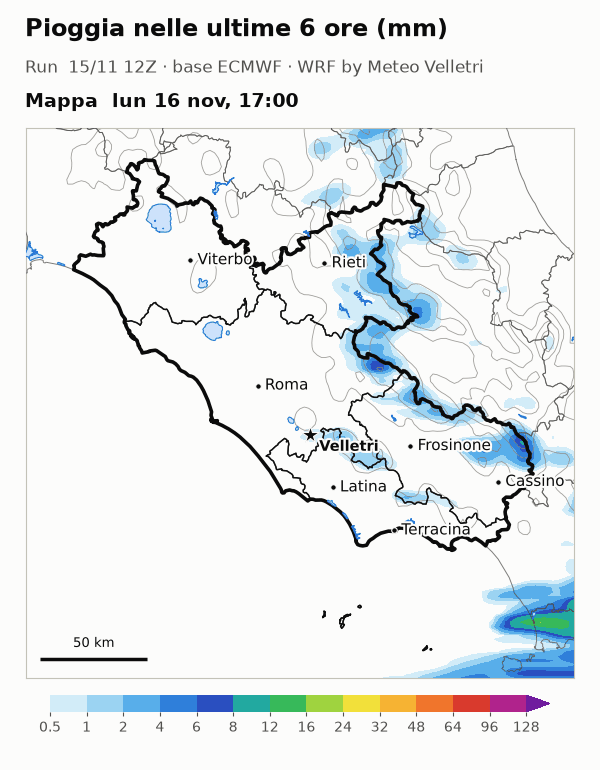 Pioggia nelle ultime 6 ore (mm)
Run  15/11 12Z · base ECMWF · WRF by Meteo Velletri
Mappa  lun 16 nov, 17:00
Viterbo
Rieti
Roma
Velletri
Frosinone
Cassino
Latina
Terracina
50 km
0.5 1 2 4 6 8 12 16 24 32 48 64 96 128